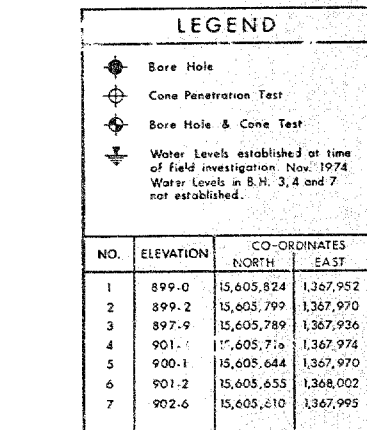 LEGEND
Bore Hole
Cone Penetration Test
Bore Hole & Cone Test
Water Levels established at time
of field investigation. Nov. 1974
Water Levels in B.H. 3, 4 and 7
not established.
NO. ELEVATION CO-ORDINATES
NORTH EAST
1 899.0 15,605,824 1,367,952
2 899.2 15,605,799 1,367,970
3 897.9 15,605,789 1,367,936
4 1,367,974
5 900.1 15,605,644 1,367,970
6 901.2 15,605,655 1,368,002
7 902.6 1,367,995